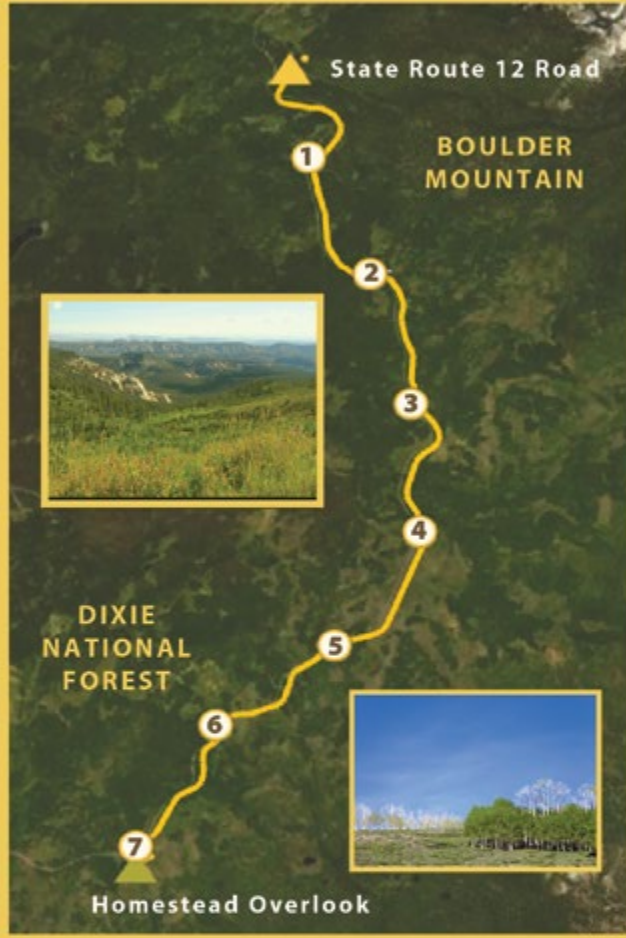 State Route 12 Road
BOULDER
MOUNTAIN
1
2
3
4
DIXIE
NATIONAL
FOREST
5
6
7
Homestead Overlook